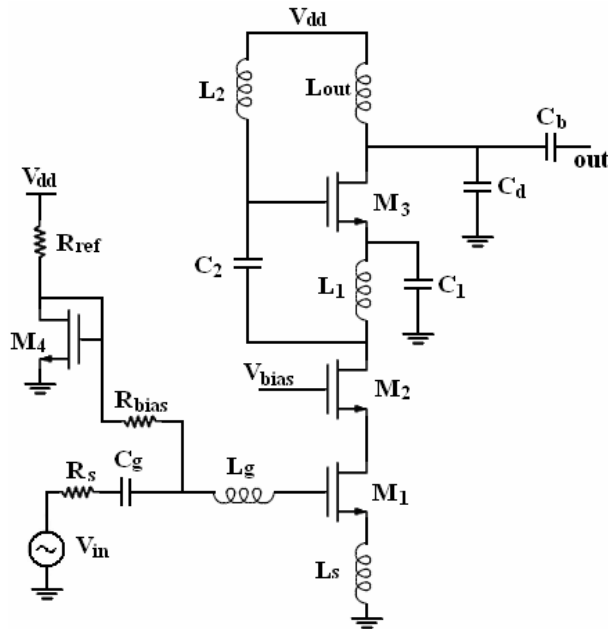 Vdd
L2
Lout
Cb
out
Vdd
M3
Cd
Rref
C2
L1
C1
M4
Vbias
M2
Rbias
Rs
Cg
Lg
M1
Vin
Ls